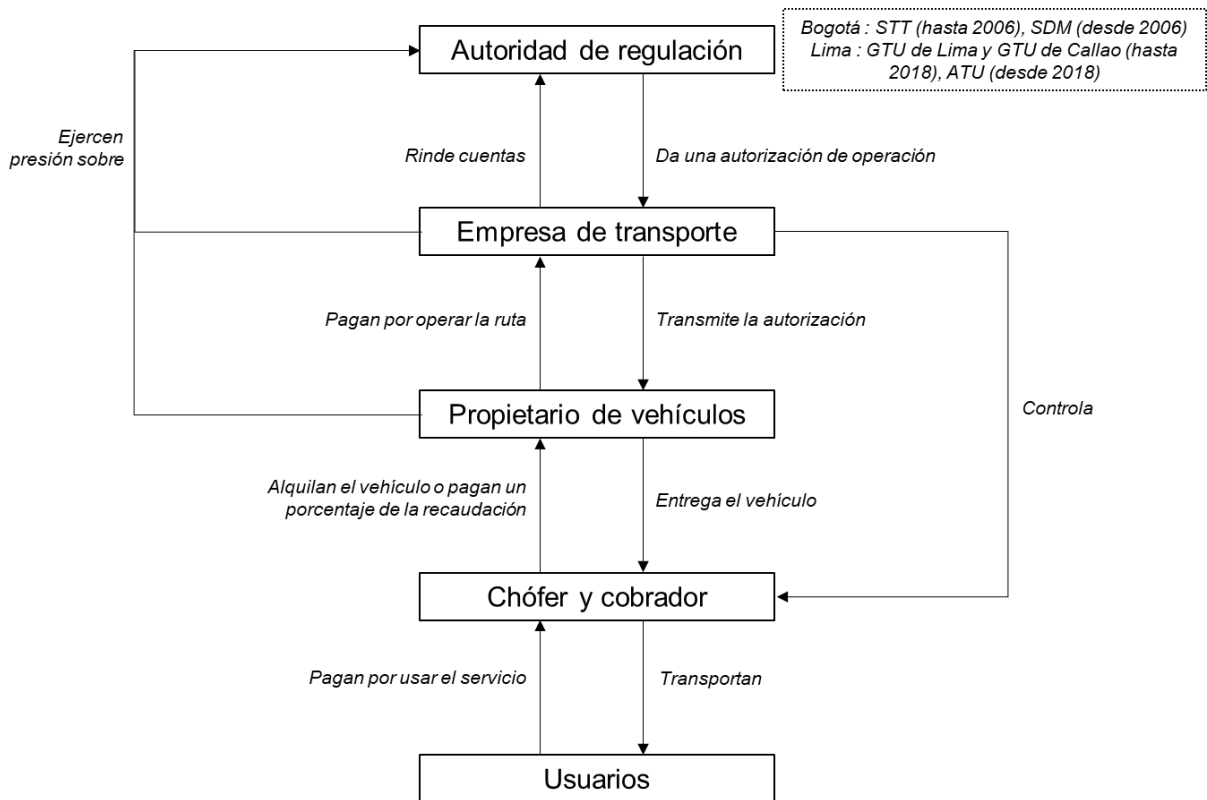 Autoridad de regulación
Bogotá : STT (hasta 2006), SDM (desde 2006)
Lima : GTU de Lima y GTU de Callao (hasta
2018), ATU (desde 2018)
Ejercen
presión sobre
Rinde cuentas
Da una autorización de operación
Empresa de transporte
Pagan por operar la ruta
Transmite la autorización
Propietario de vehículos
Controla
Alquilan el vehículo o pagan un
porcentaje de la recaudación
Entrega el vehículo
Chófer y cobrador
Pagan por usar el servicio
Transportan
Usuarios